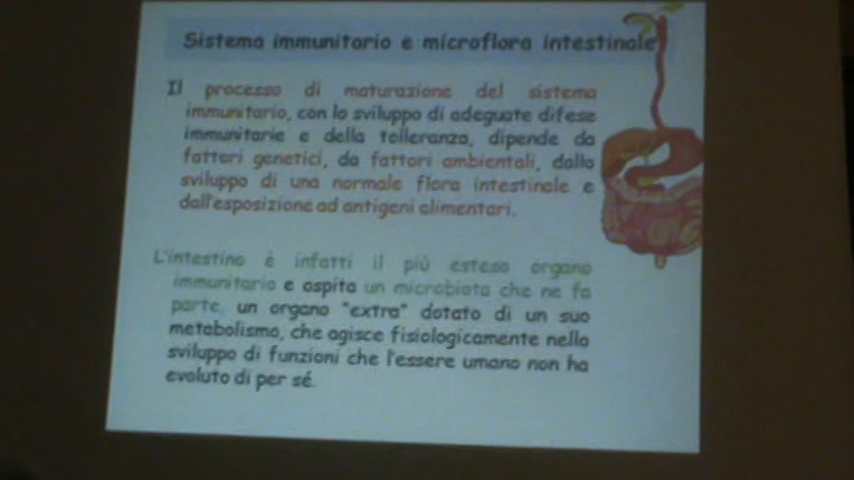 Sistema immunitario e microflora intestinale
Il processo di maturazione del sistema
immunitario, con lo sviluppo di adeguate difese
immunitarie e della tolleranza, dipende da
fattori genetici, da fattori ambientali, dallo
sviluppo di una normale flora intestinale e
dall'esposizione ad antigeni alimentari.
L'intestino è infatti il più esteso organo
immunitario e ospita un microbiota che ne fa
parte, un organo "extra" dotato di un suo
metabolismo, che agisce fisiologicamente nello
sviluppo di funzioni che l'essere umano non ha
evoluto di per sé.